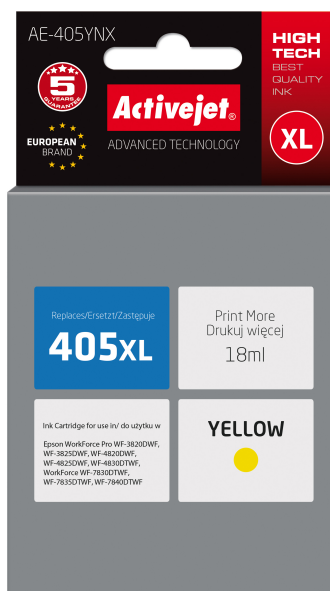 AE-405YNX
HIGH
TECH
BEST
QUALITY
INK
5
YEARS
GUARANTEE
Activejet®
EUROPEAN
BRAND
ADVANCED TECHNOLOGY
XL
Replaces/Ersetzt/Zastępuje
405XL
Print More
Drukuj więcej
18ml
Ink Cartridge for use in/ do użytku w
Epson WorkForce Pro WF-3820DWF,
WF-3825DWF, WF-4820DWF,
WF-4825DWF, WF-4830DTWF,
WorkForce WF-7830DTWF,
WF-7835DTWF, WF-7840DTWF
YELLOW